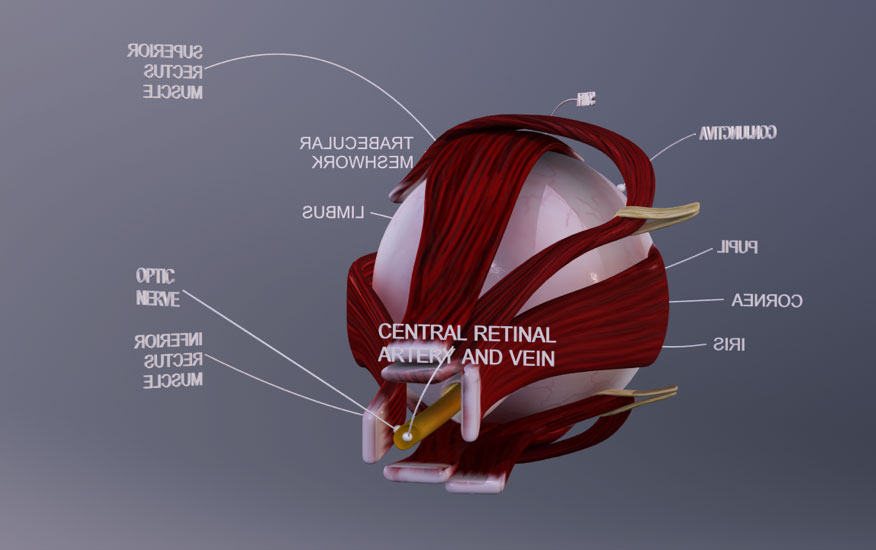 SUPERIOR
RECTUS
MUSCLE
TRABECULAR
MESHWORK
CONJUNCTIVA
LIMBUS
PUPIL
OPTIC
NERVE
CORNEA
CENTRAL RETINAL
ARTERY AND VEIN
INFERIOR
RECTUS
MUSCLE
IRIS